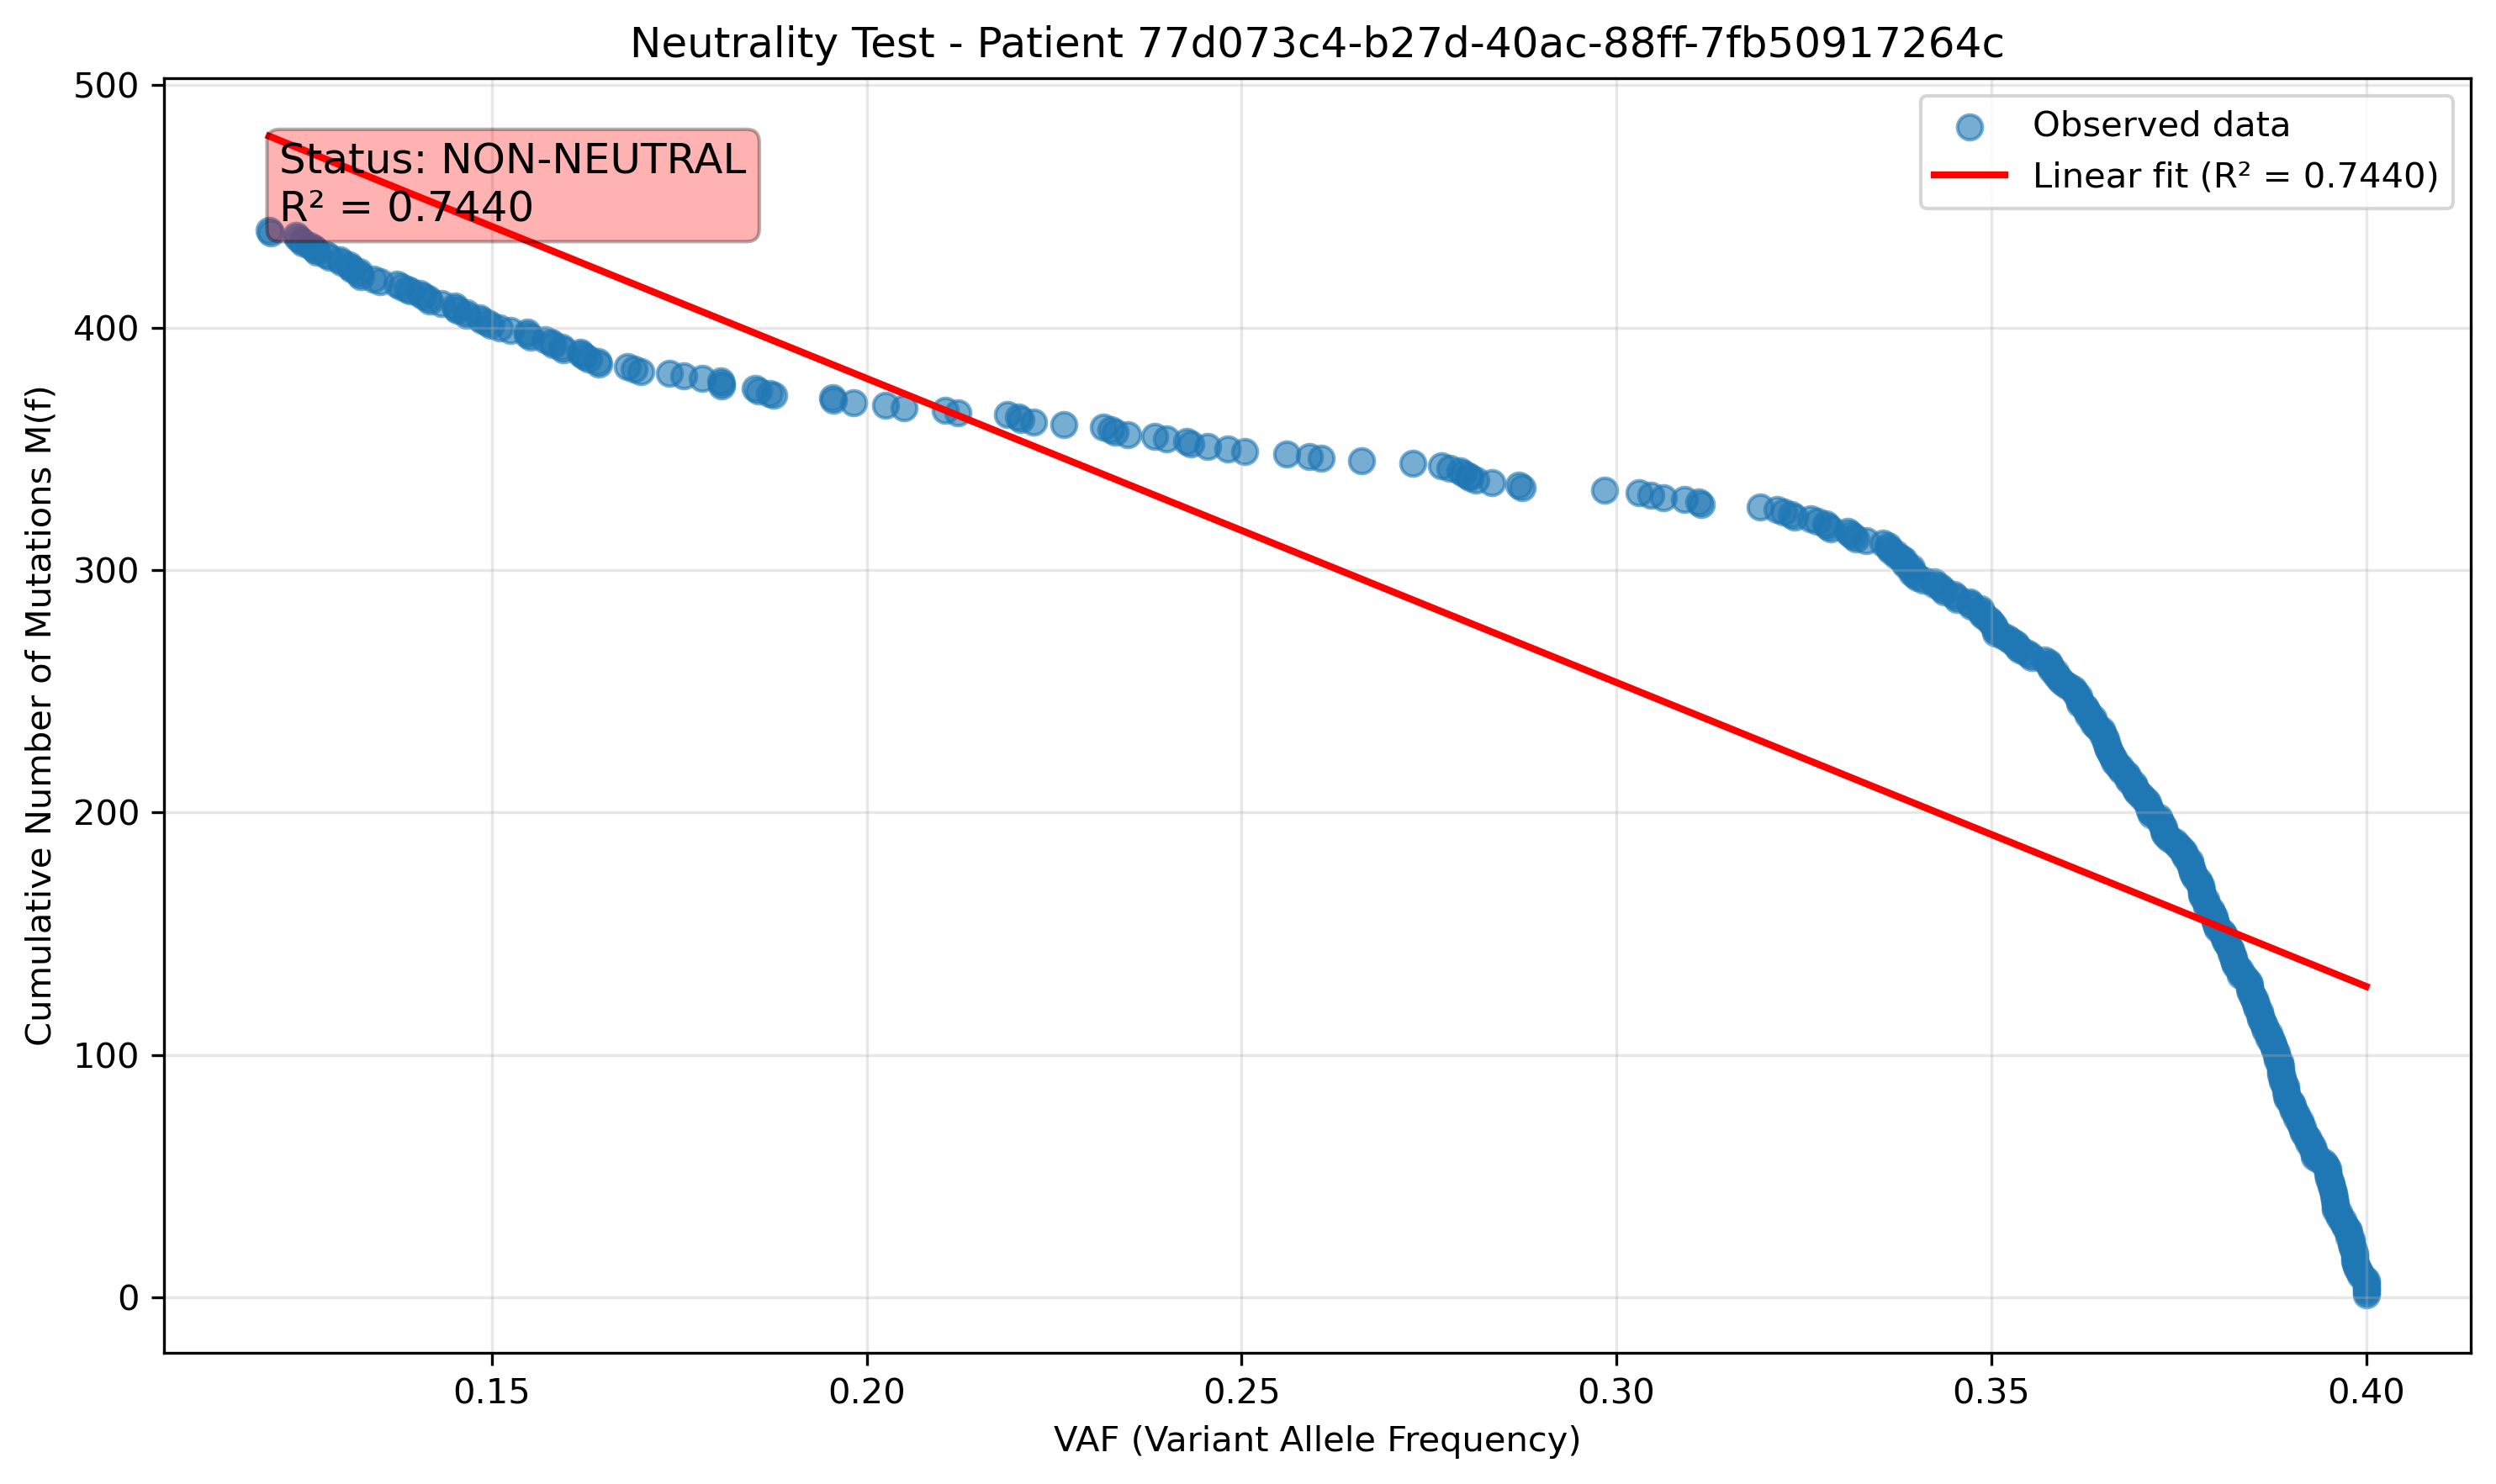 Neutrality Test - Patient 77d073c4-b27d-40ac-88ff-7fb50917264c
Observed data
Linear fit (R² = 0.7440)
Status: NON-NEUTRAL
R² = 0.7440
Cumulative Number of Mutations M(f)
500
400
300
200
100
0
0.15 0.20 0.25 0.30 0.35 0.40
VAF (Variant Allele Frequency)